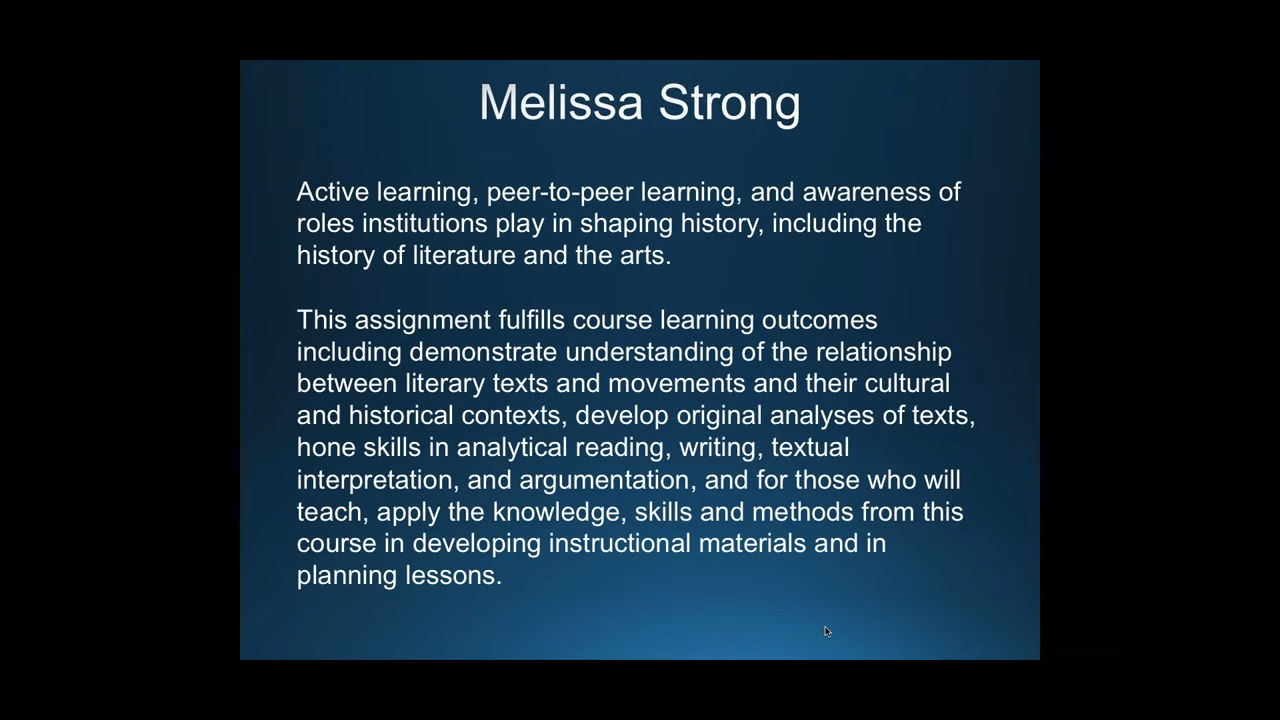 Melissa Strong
Active learning, peer-to-peer learning, and awareness of
roles institutions play in shaping history, including the
history of literature and the arts.
This assignment fulfills course learning outcomes
including demonstrate understanding of the relationship
between literary texts and movements and their cultural
and historical contexts, develop original analyses of texts,
hone skills in analytical reading, writing, textual
interpretation, and argumentation, and for those who will
teach, apply the knowledge, skills and methods from this
course in developing instructional materials and in
planning lessons.